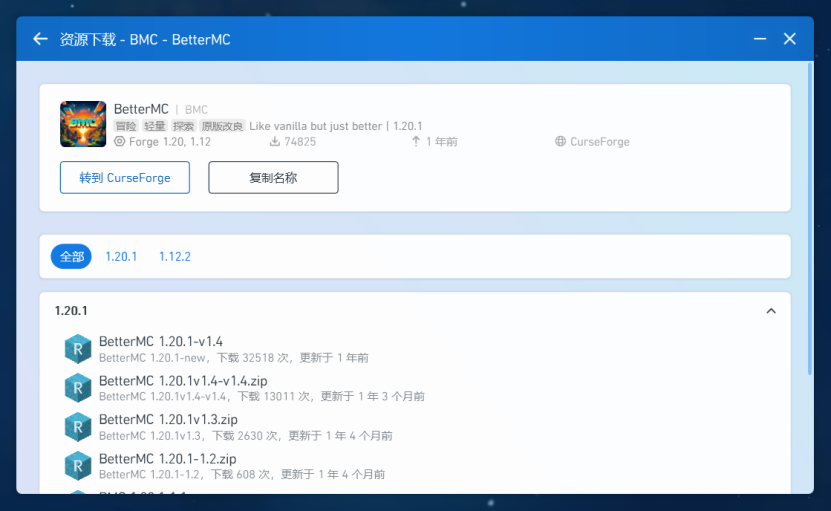 资源下载 - BMC - BetterMC
BMC
BetterMC | BMC
冒险 轻量 探索 原版改良 Like vanilla but just better | 1.20.1
Forge 1.20, 1.12 74825 1 年前 CurseForge
转到 CurseForge 复制名称
全部 1.20.1 1.12.2
1.20.1
R
BetterMC 1.20.1-v1.4
BetterMC 1.20.1-new，下载 32518 次，更新于 1 年前
R
BetterMC 1.20.1v1.4-v1.4.zip
BetterMC 1.20.1v1.4-v1.4，下载 13011 次，更新于 1 年 3 个月前
R
BetterMC 1.20.1v1.3.zip
BetterMC 1.20.1v1.3，下载 2630 次，更新于 1 年 4 个月前
R
BetterMC 1.20.1-1.2.zip
BetterMC 1.20.1-1.2，下载 608 次，更新于 1 年 4 个月前